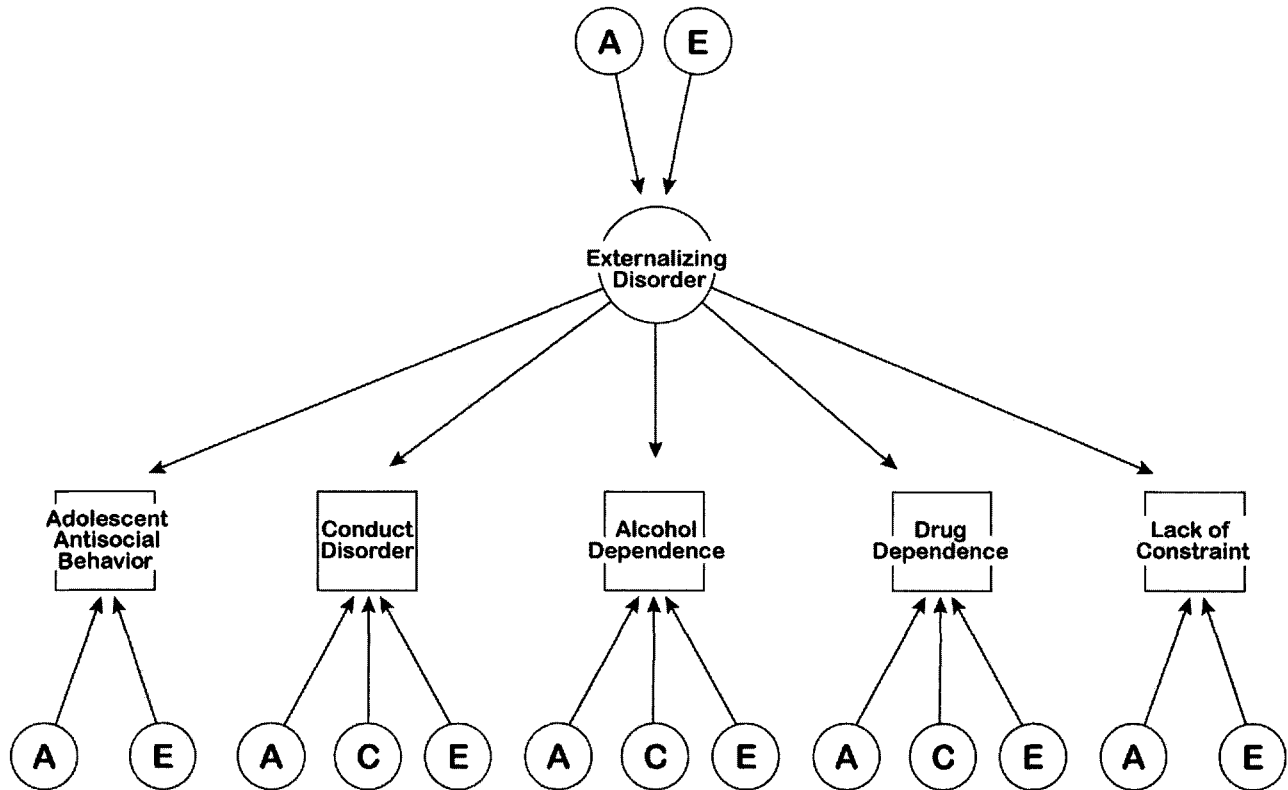 A E
Externalizing
Disorder
Adolescent
Antisocial
Behavior
Conduct
Disorder
Alcohol
Dependence
Drug
Dependence
Lack of
Constraint
A E A C E A C E A C E A E